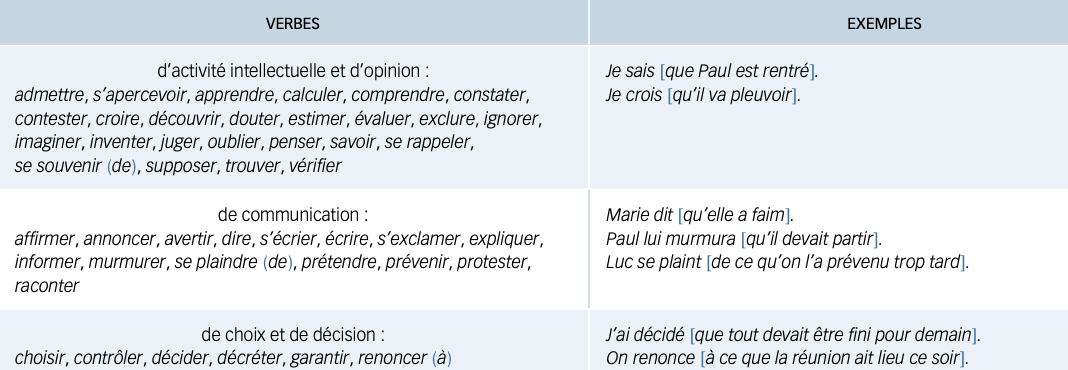 VERBES
EXEMPLES
d’activité intellectuelle et d’opinion :
admettre, s’apercevoir, apprendre, calculer, comprendre, constater,
contester, croire, découvrir, douter, estimer, évaluer, exclure, ignorer,
imaginer, inventer, juger, oublier, penser, savoir, se rappeler,
se souvenir (de), supposer, trouver, vérifier
Je sais [que Paul est rentré].
Je crois [qu’il va pleuvoir].
de communication :
affirmer, annoncer, avertir, dire, s’écrier, écrire, s’exclamer, expliquer,
informer, murmurer, se plaindre (de), prétendre, prévenir, protester,
raconter
Marie dit [qu’elle a faim].
Paul lui murmura [qu’il devait partir].
Luc se plaint [de ce qu’on l’a prévenu trop tard].
de choix et de décision :
choisir, contrôler, décider, décréter, garantir, renoncer (à)
J’ai décidé [que tout devait être fini pour demain].
On renonce [à ce que la réunion ait lieu ce soir].